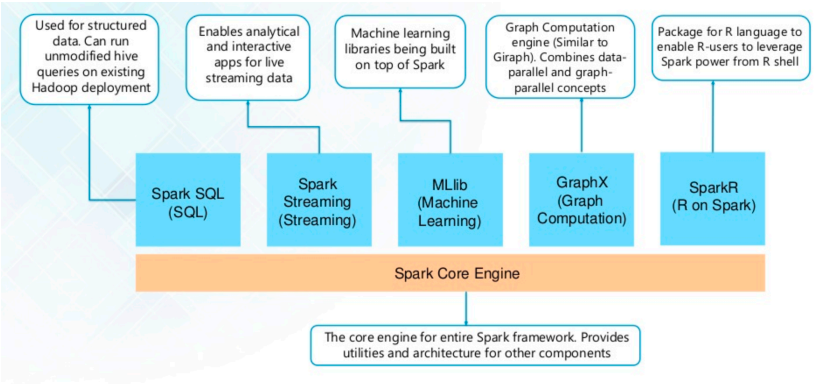 Used for structured
data. Can run
unmodified hive
queries on existing
Hadoop deployment
Enables analytical
and interactive
apps for live
streaming data
Machine learning
libraries being built
on top of Spark
Graph Computation
engine (Similar to
Giraph). Combines data-
parallel and graph-
parallel concepts
Package for R language to
enable R-users to leverage
Spark power from R shell
Spark SQL
(SQL)
Spark
Streaming
(Streaming)
MLlib
(Machine
Learning)
GraphX
(Graph
Computation)
SparkR
(R on Spark)
Spark Core Engine
The core engine for entire Spark framework. Provides
utilities and architecture for other components